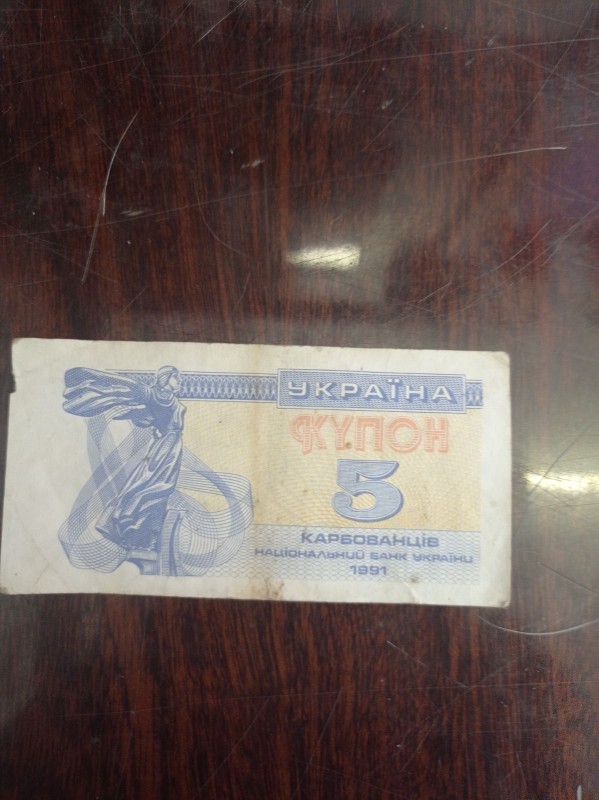 УКРАЇНА
КУПОН
5
КАРБОВАНЦІВ
НАЦІОНАЛЬНИЙ БАНК УКРАЇНИ
1991